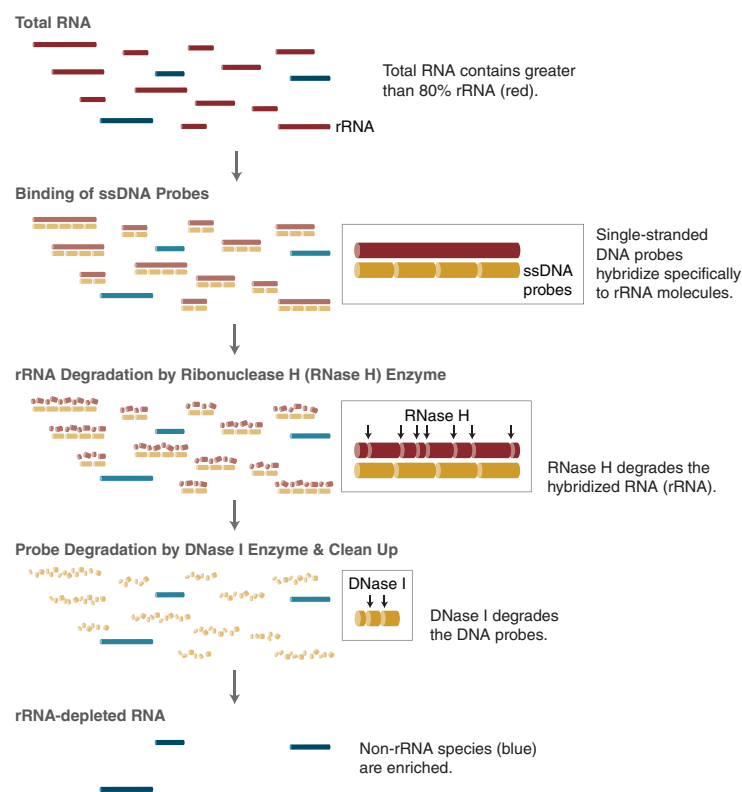 Total RNA
Total RNA contains greater
than 80% rRNA (red).
rRNA
Binding of ssDNA Probes
ssDNA
probes
Single-stranded
DNA probes
hybridize specifically
to rRNA molecules.
rRNA Degradation by Ribonuclease H (RNase H) Enzyme
RNase H
RNase H degrades the
hybridized RNA (rRNA).
Probe Degradation by DNase I Enzyme & Clean Up
DNase I
DNase I degrades
the DNA probes.
rRNA-depleted RNA
Non-rRNA species (blue)
are enriched.